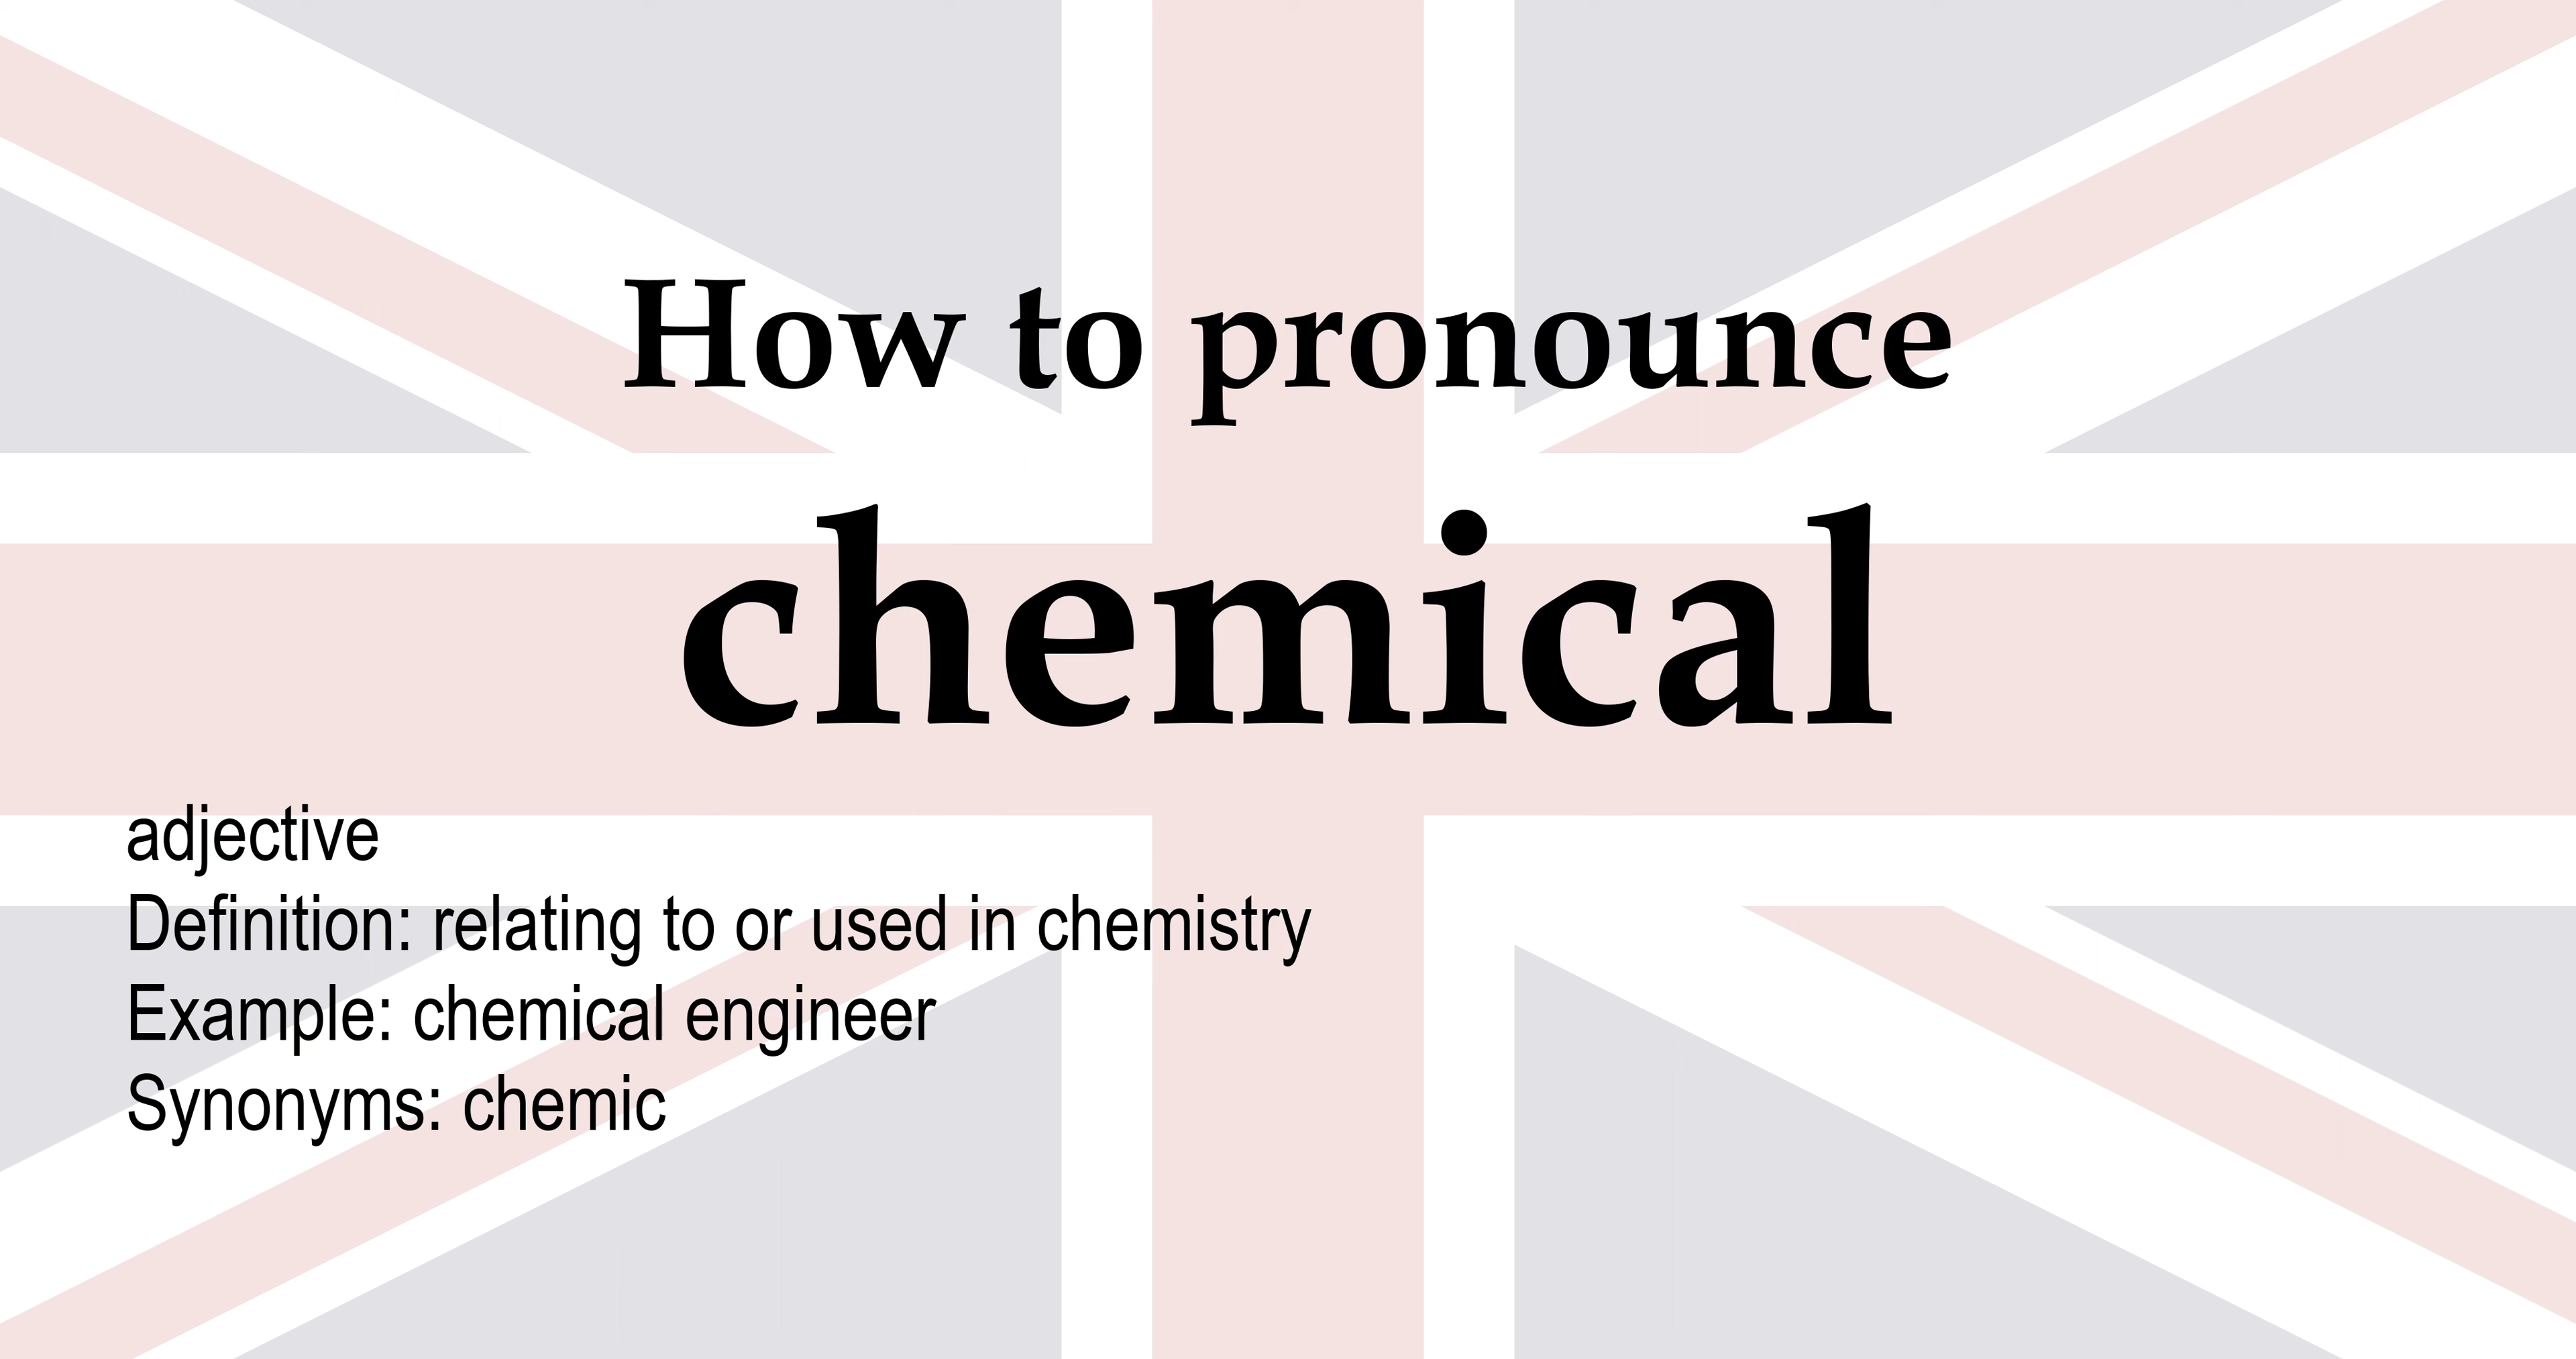 How to pronounce
chemical
adjective
Definition: relating to or used in chemistry
Example: chemical engineer
Synonyms: chemic